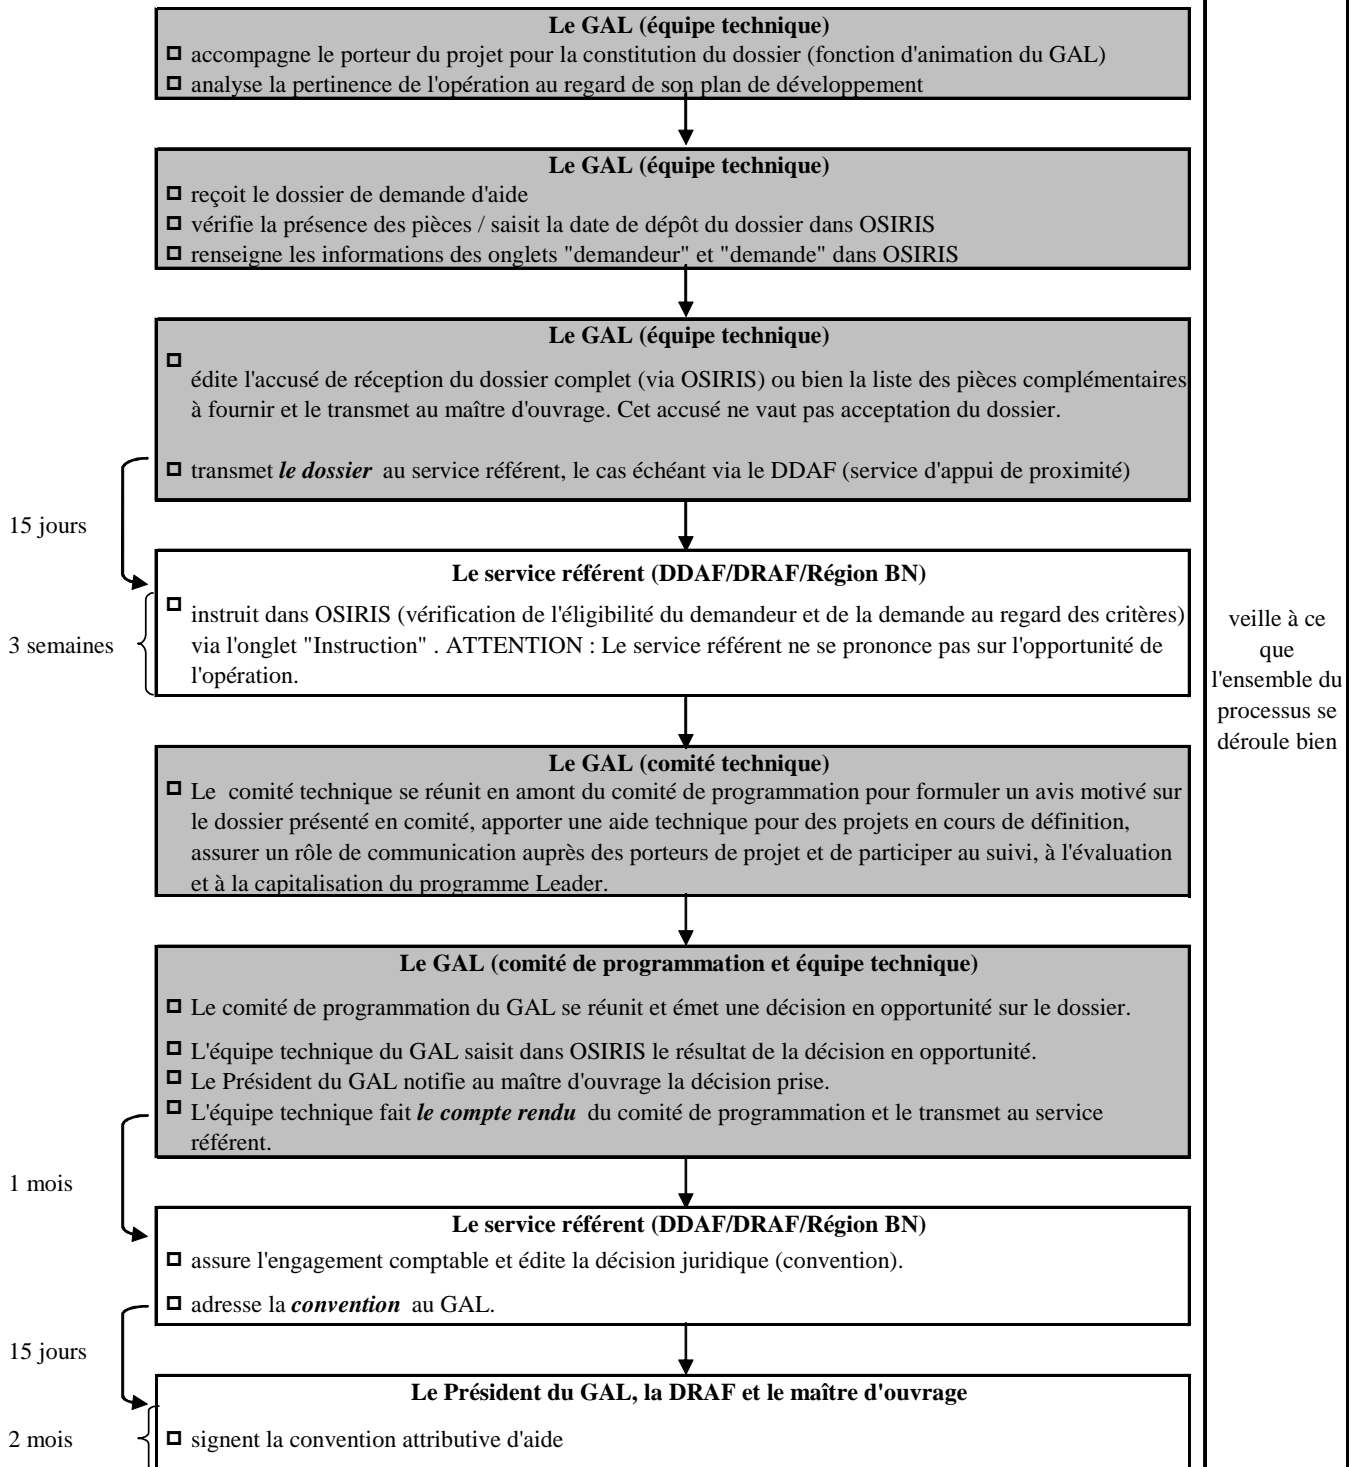 Le GAL (équipe technique)
accompagne le porteur du projet pour la constitution du dossier (fonction d'animation du GAL)
analyse la pertinence de l'opération au regard de son plan de développement
Le GAL (équipe technique)
reçoit le dossier de demande d'aide
vérifie la présence des pièces / saisit la date de dépôt du dossier dans OSIRIS
renseigne les informations des onglets "demandeur" et "demande" dans OSIRIS
Le GAL (équipe technique)
édite l'accusé de réception du dossier complet (via OSIRIS) ou bien la liste des pièces complémentaires
à fournir et le transmet au maître d'ouvrage. Cet accusé ne vaut pas acceptation du dossier.
transmet le dossier au service référent, le cas échéant via le DDAF (service d'appui de proximité)
15 jours
Le service référent (DDAF/DRAF/Région BN)
instruit dans OSIRIS (vérification de l'éligibilité du demandeur et de la demande au regard des critères)
via l'onglet "Instruction" . ATTENTION : Le service référent ne se prononce pas sur l'opportunité de
l'opération.
3 semaines
veille à ce
que
l'ensemble du
processus se
déroule bien
Le GAL (comité technique)
Le comité technique se réunit en amont du comité de programmation pour formuler un avis motivé sur
le dossier présenté en comité, apporter une aide technique pour des projets en cours de définition,
assurer un rôle de communication auprès des porteurs de projet et de participer au suivi, à l'évaluation
et à la capitalisation du programme Leader.
Le GAL (comité de programmation et équipe technique)
Le comité de programmation du GAL se réunit et émet une décision en opportunité sur le dossier.
L'équipe technique du GAL saisit dans OSIRIS le résultat de la décision en opportunité.
Le Président du GAL notifie au maître d'ouvrage la décision prise.
L'équipe technique fait le compte rendu du comité de programmation et le transmet au service
référent.
1 mois
Le service référent (DDAF/DRAF/Région BN)
assure l'engagement comptable et édite la décision juridique (convention).
adresse la convention au GAL.
15 jours
Le Président du GAL, la DRAF et le maître d'ouvrage
2 mois
signent la convention attributive d'aide